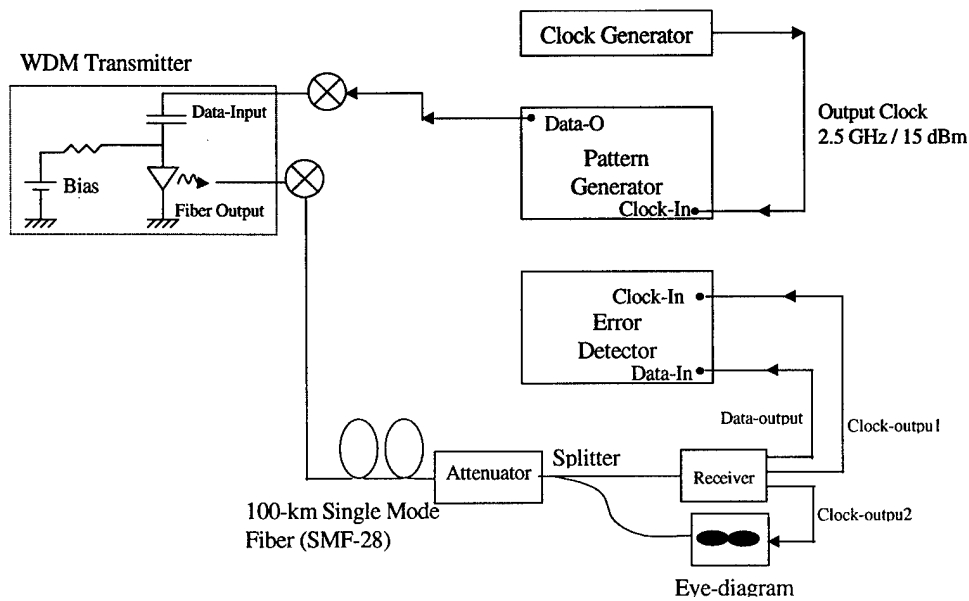 Clock Generator
WDM Transmitter
Data-Input
Data-O
Output Clock
2.5 GHz / 15 dBm
Pattern
Generator
Bias
Fiber Output
Clock-In
Clock-In
Error
Detector
Data-In
Data-output
Clock-outpu1
Splitter
Attenuator
Receiver
100-km Single Mode
Fiber (SMF-28)
Clock-outpu2
Eye-diagram